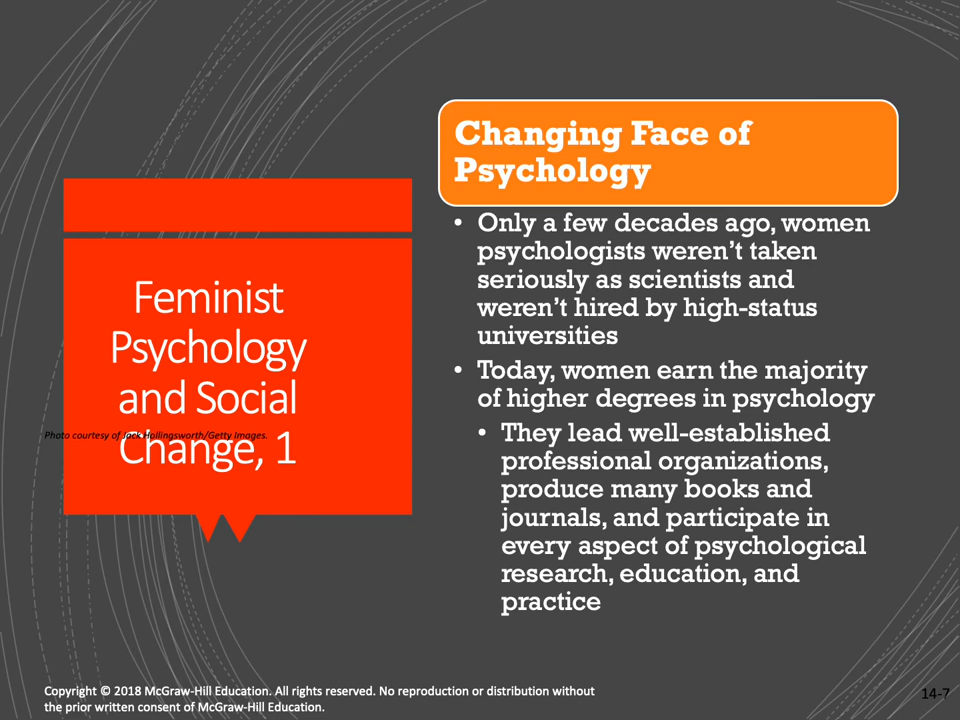 Feminist
Psychology
and Social
Change, 1
Photo courtesy of Jack Hollingsworth/Getty Images.
Changing Face of
Psychology
• Only a few decades ago, women
psychologists weren’t taken
seriously as scientists and
weren’t hired by high-status
universities
• Today, women earn the majority
of higher degrees in psychology
• They lead well-established
professional organizations,
produce many books and
journals, and participate in
every aspect of psychological
research, education, and
practice
Copyright © 2018 McGraw-Hill Education. All rights reserved. No reproduction or distribution without
the prior written consent of McGraw-Hill Education.
14-7